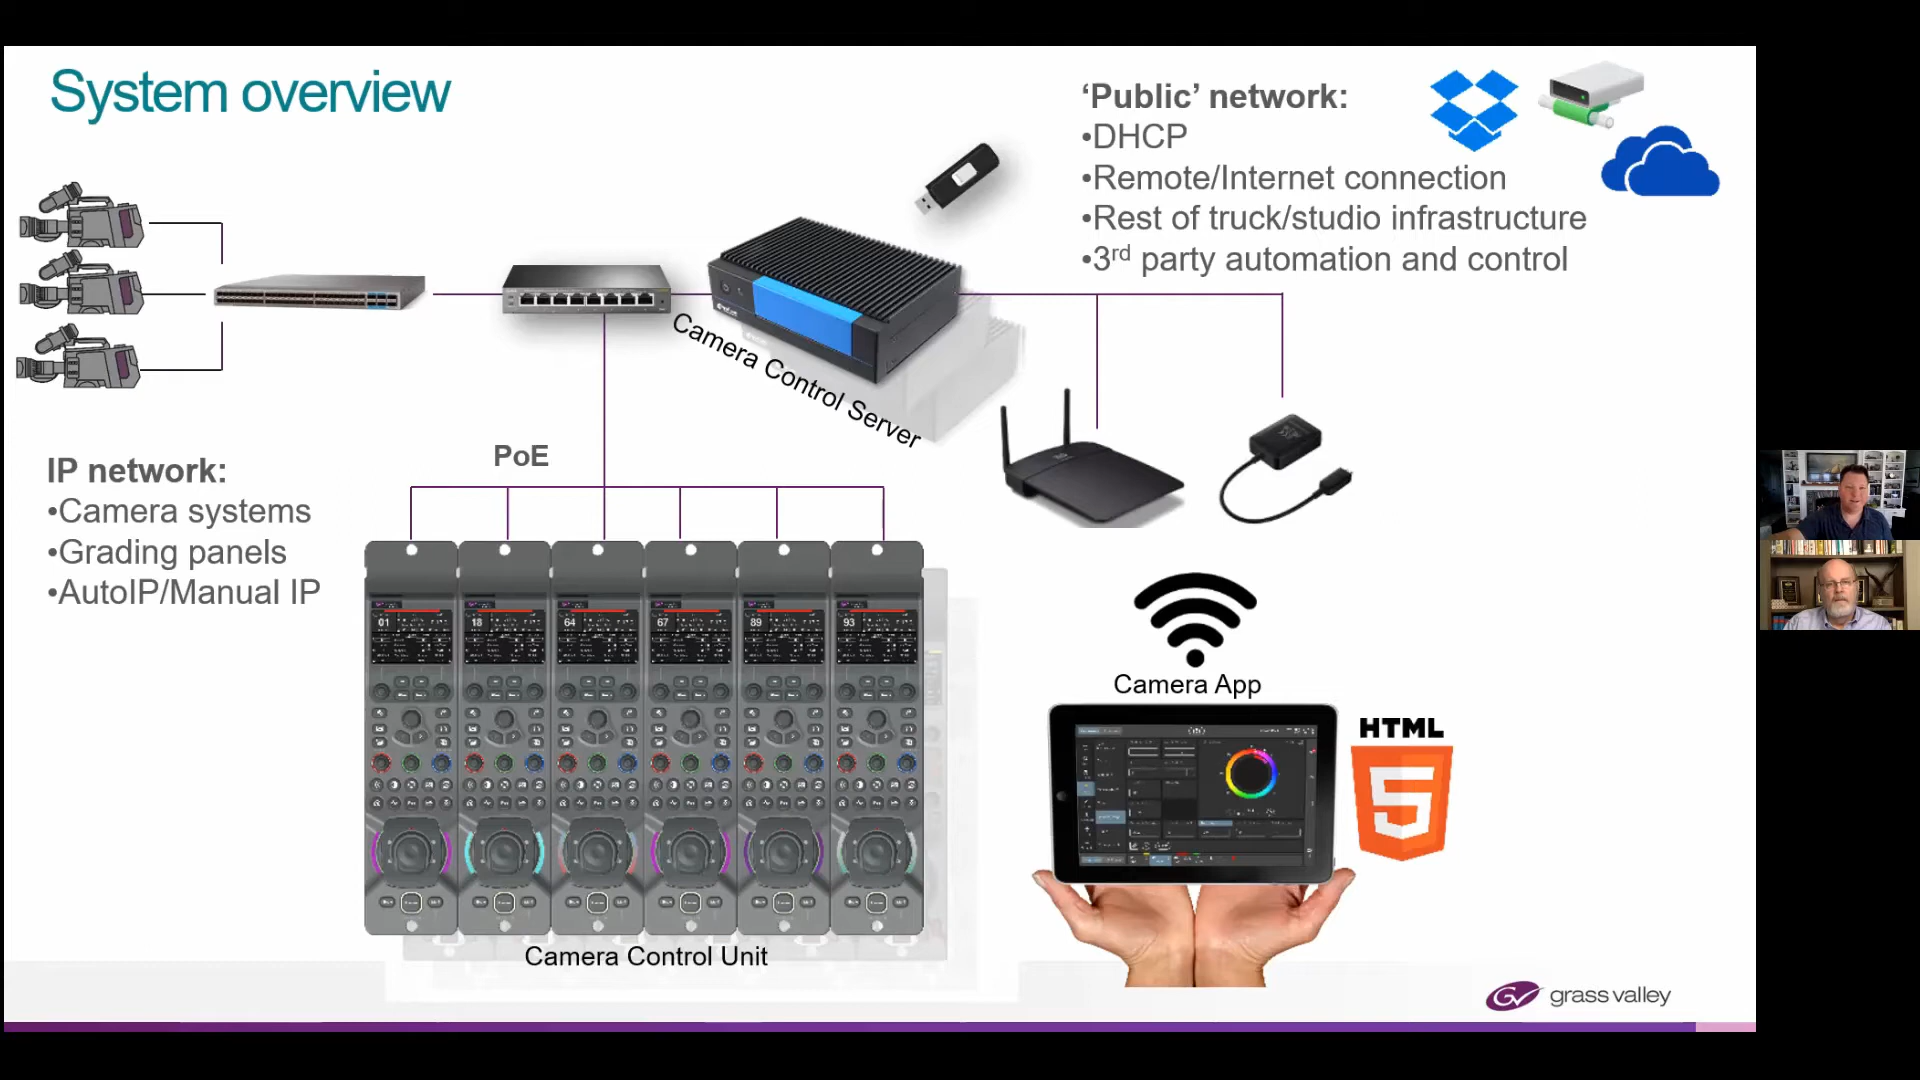 System overview
‘Public’ network:
•DHCP
•Remote/Internet connection
•Rest of truck/studio infrastructure
•3rd party automation and control
Camera Control Server
PoE
IP network:
•Camera systems
•Grading panels
•AutoIP/Manual IP
01 18 64 67 89 93
Camera App
HTML
5
Camera Control Unit
GV grass valley